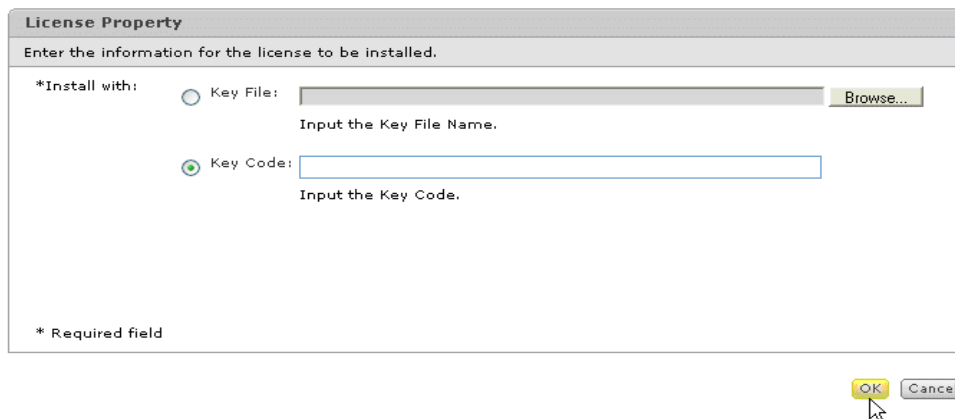 License Property
Enter the information for the license to be installed.
*Install with:
Key File:
Browse...
Input the Key File Name.
Key Code:
Input the Key Code.
* Required field
OK
Cance